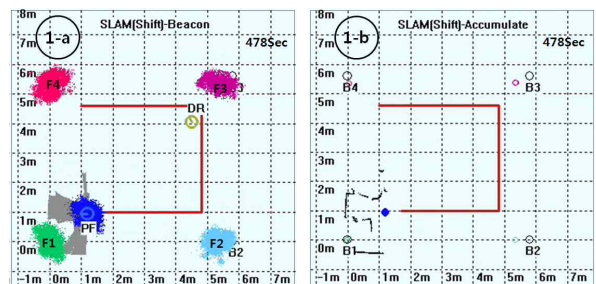 8m
SLAM(Shift)-Beacon
1-a
7m
478Sec
6m
F4
F3
3
5m
DR
4m
3m
2m
1m
PF
F1
F2
0m
B2
-1m 0m 1m 2m 3m 4m 5m 6m 7m
8m
SLAM(Shift)-Accumulate
1-b
7m
478Sec
6m
B4
B3
5m
4m
3m
2m
1m
0m
B1
B2
-1m 0m 1m 2m 3m 4m 5m 6m 7m